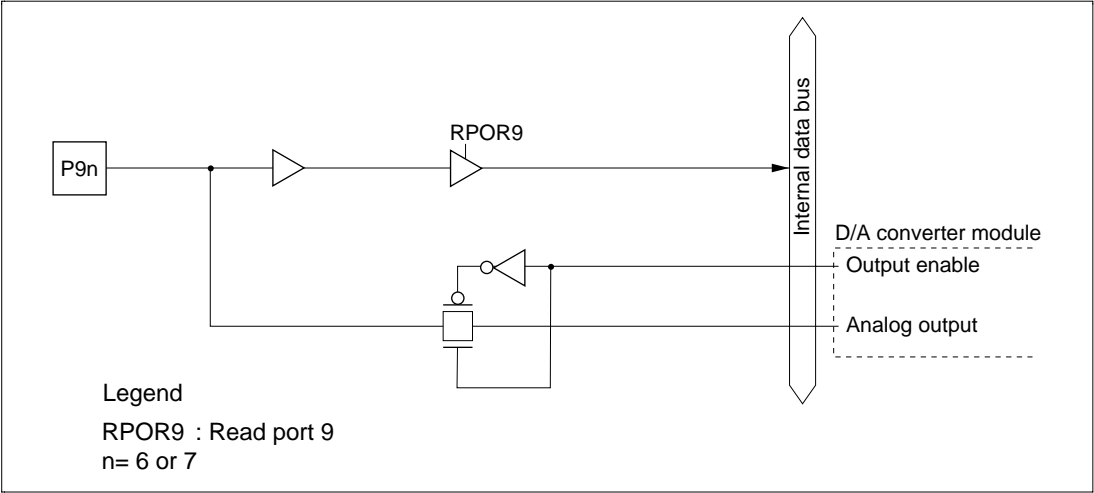 RPOR9
P9n
Internal data bus
D/A converter module
Output enable
Analog output
Legend
RPOR9 : Read port 9
n= 6 or 7